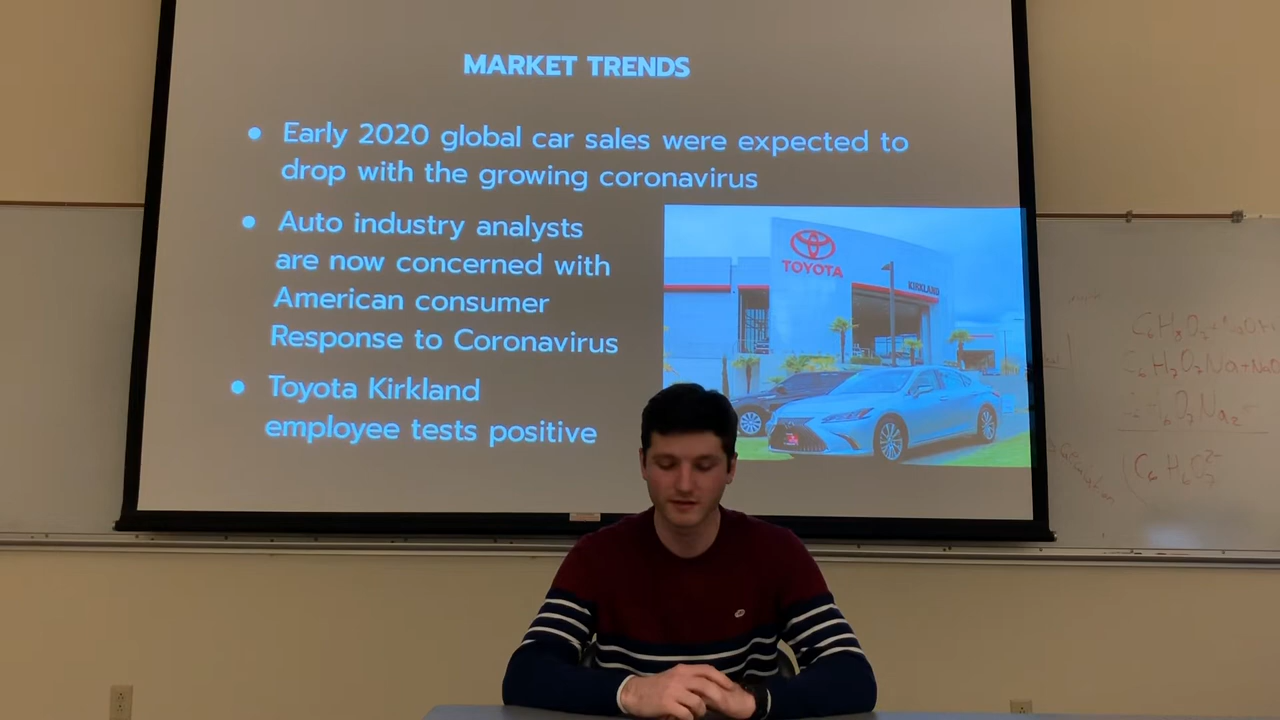 MARKET TRENDS
● Early 2020 global car sales were expected to
drop with the growing coronavirus
● Auto industry analysts
are now concerned with
American consumer
Response to Coronavirus
● Toyota Kirkland
employee tests positive
TOYOTA
KIRKLAND